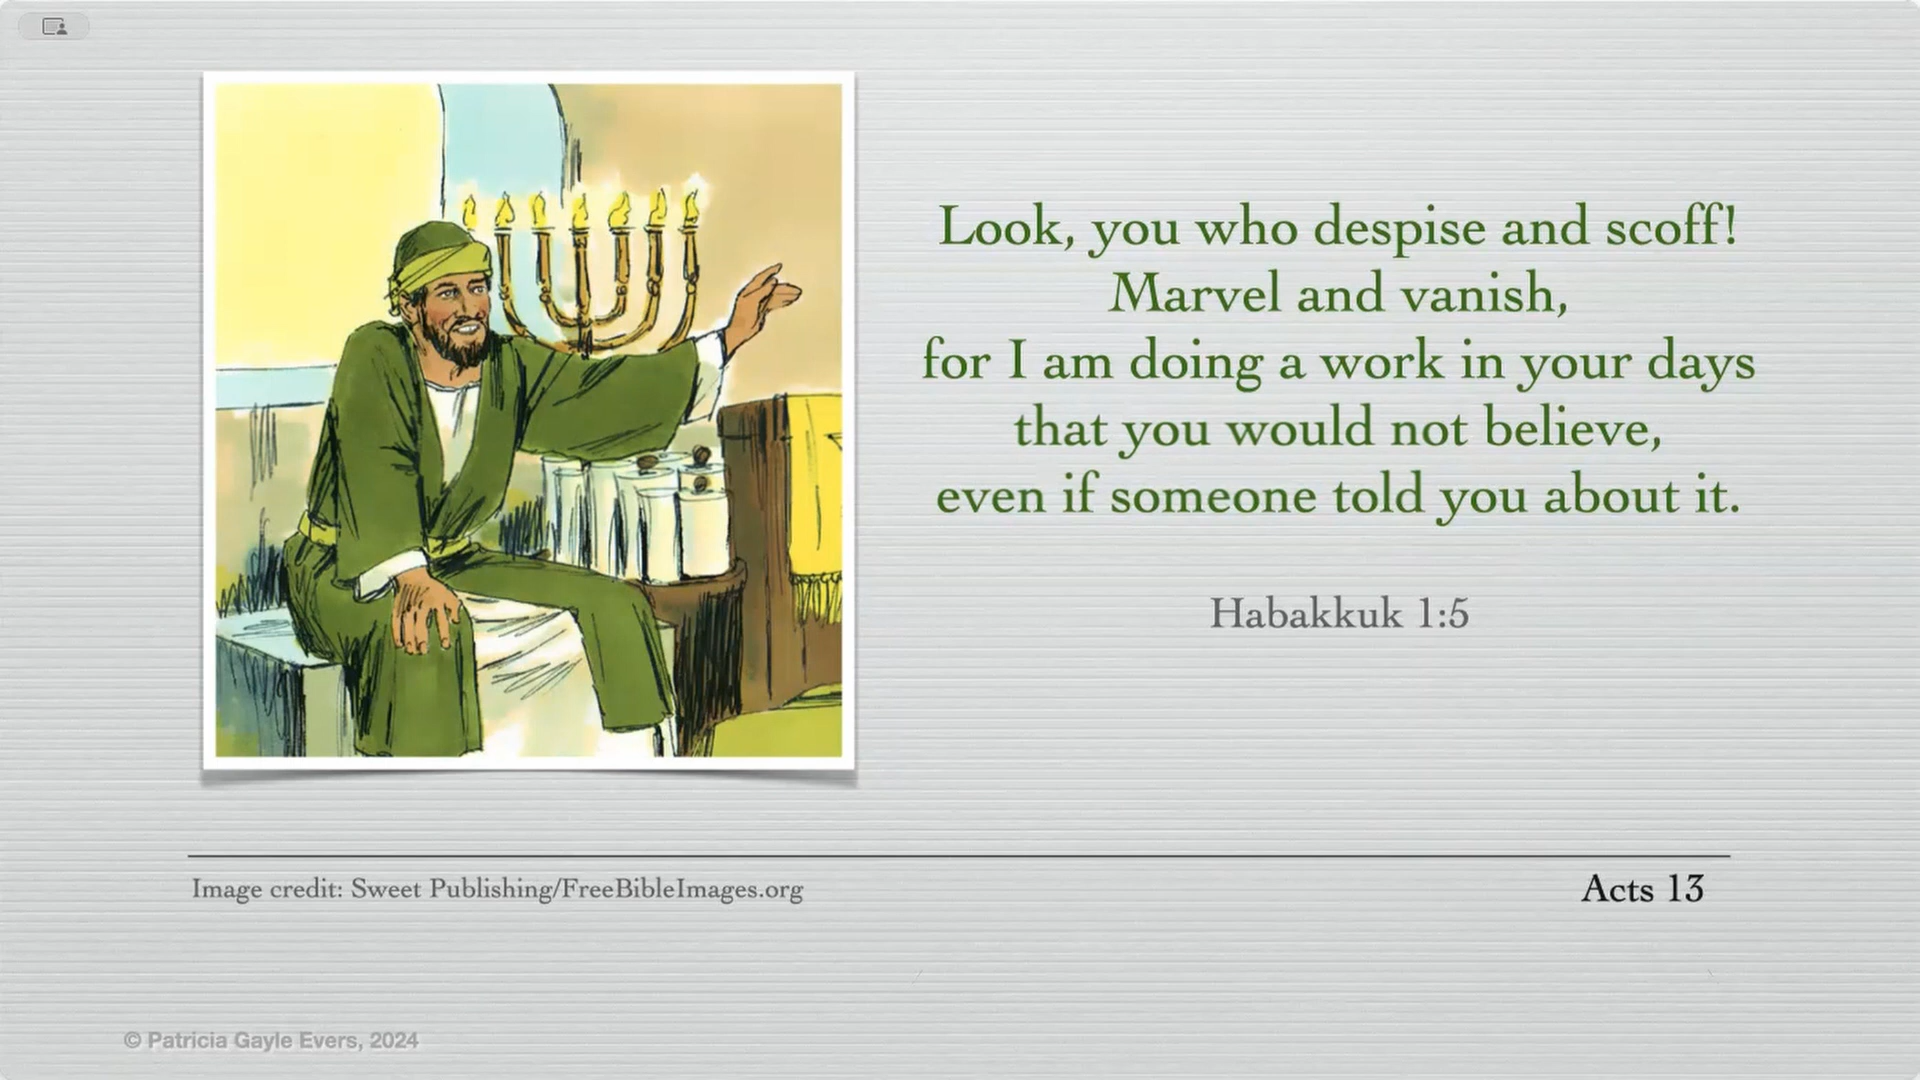 Look, you who despise and scoff!
Marvel and vanish,
for I am doing a work in your days
that you would not believe,
even if someone told you about it.
Habakkuk 1:5
Image credit: Sweet Publishing/FreeBibleImages.org
Acts 13
© Patricia Gayle Evers, 2024